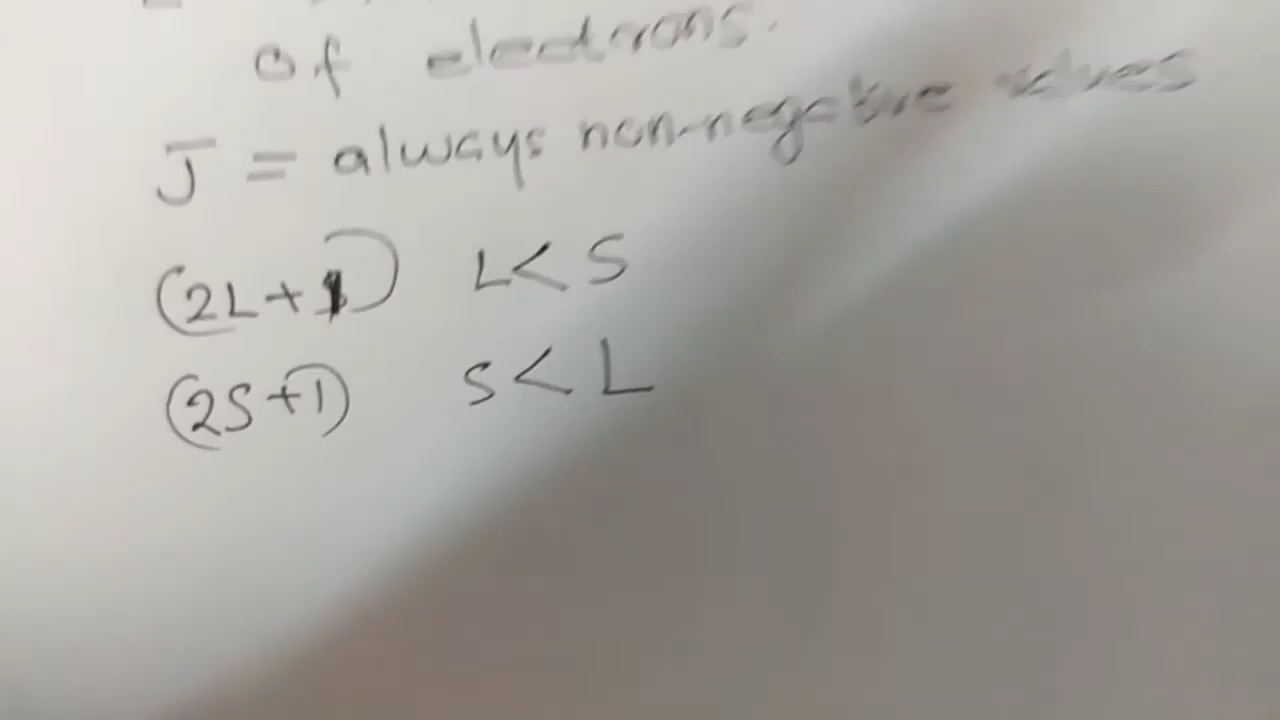 of electrons.
J = always non-negative values
(2L+1) L< S
(2S+1) S< L